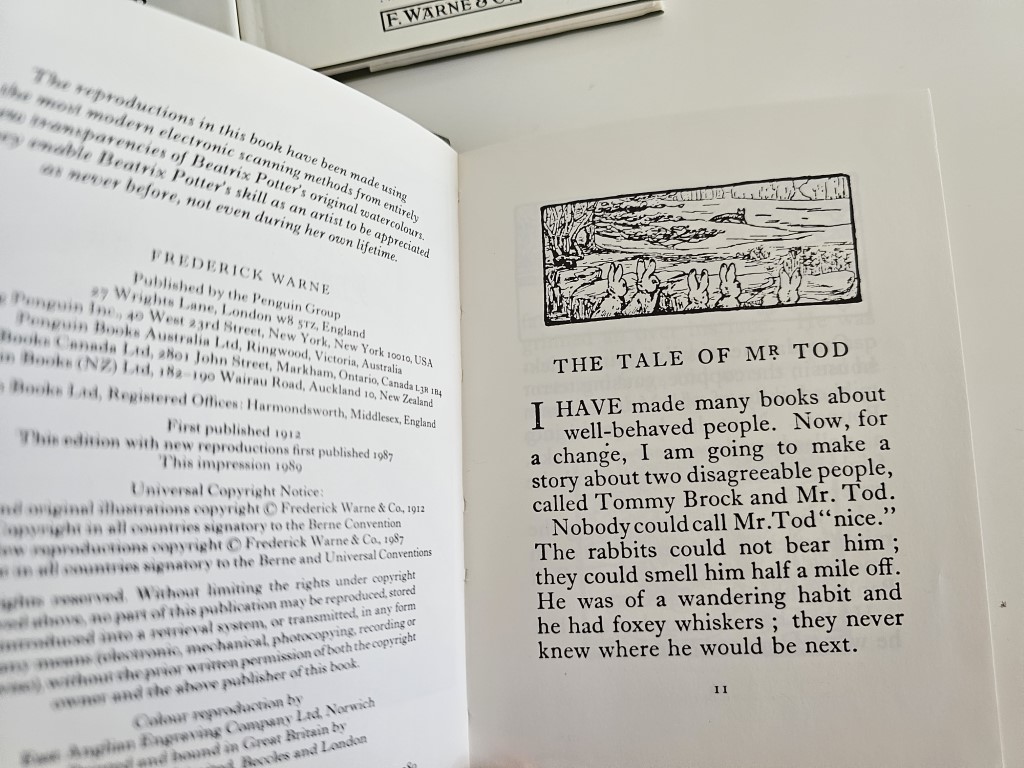 F. WARNE & Co
The reproductions in this book have been made using
the most modern electronic scanning methods from entirely
new transparencies of Beatrix Potter's original watercolours.
enable Beatrix Potter's skill as an artist to be appreciated
as never before, not even during her own lifetime.
FREDERICK WARNE
Published by the Penguin Group
27 Wrights Lane, London W8 5TZ, England
Penguin Inc., 40 West 23rd Street, New York, New York 10010, USA
Penguin Books Australia Ltd, Ringwood, Victoria, Australia
Books Canada Ltd, 2801 John Street, Markham, Ontario, Canada L3R 1B4
Books (NZ) Ltd, 182–190 Wairau Road, Auckland 10, New Zealand
Books Ltd, Registered Offices: Harmondsworth, Middlesex, England
First published 1912
This edition with new reproductions first published 1987
This impression 1989
Universal Copyright Notice:
original illustrations copyright © Frederick Warne & Co., 1912
Copyright in all countries signatory to the Berne Convention
reproductions copyright © Frederick Warne & Co., 1987
in all countries signatory to the Berne and Universal Conventions
reserved. Without limiting the rights under copyright
above, no part of this publication may be reproduced, stored
introduced into a retrieval system, or transmitted, in any form
any means (electronic, mechanical, photocopying, recording or
without the prior written permission of both the copyright
owner and the above publisher of this book.
Colour reproduction by
East Anglian Engraving Company Ltd, Norwich
and bound in Great Britain by
Beccles and London
THE TALE OF MR TOD
I HAVE made many books about
well-behaved people. Now, for
a change, I am going to make a
story about two disagreeable people,
called Tommy Brock and Mr. Tod.
Nobody could call Mr. Tod "nice."
The rabbits could not bear him ;
they could smell him half a mile off.
He was of a wandering habit and
he had foxey whiskers ; they never
knew where he would be next.
11